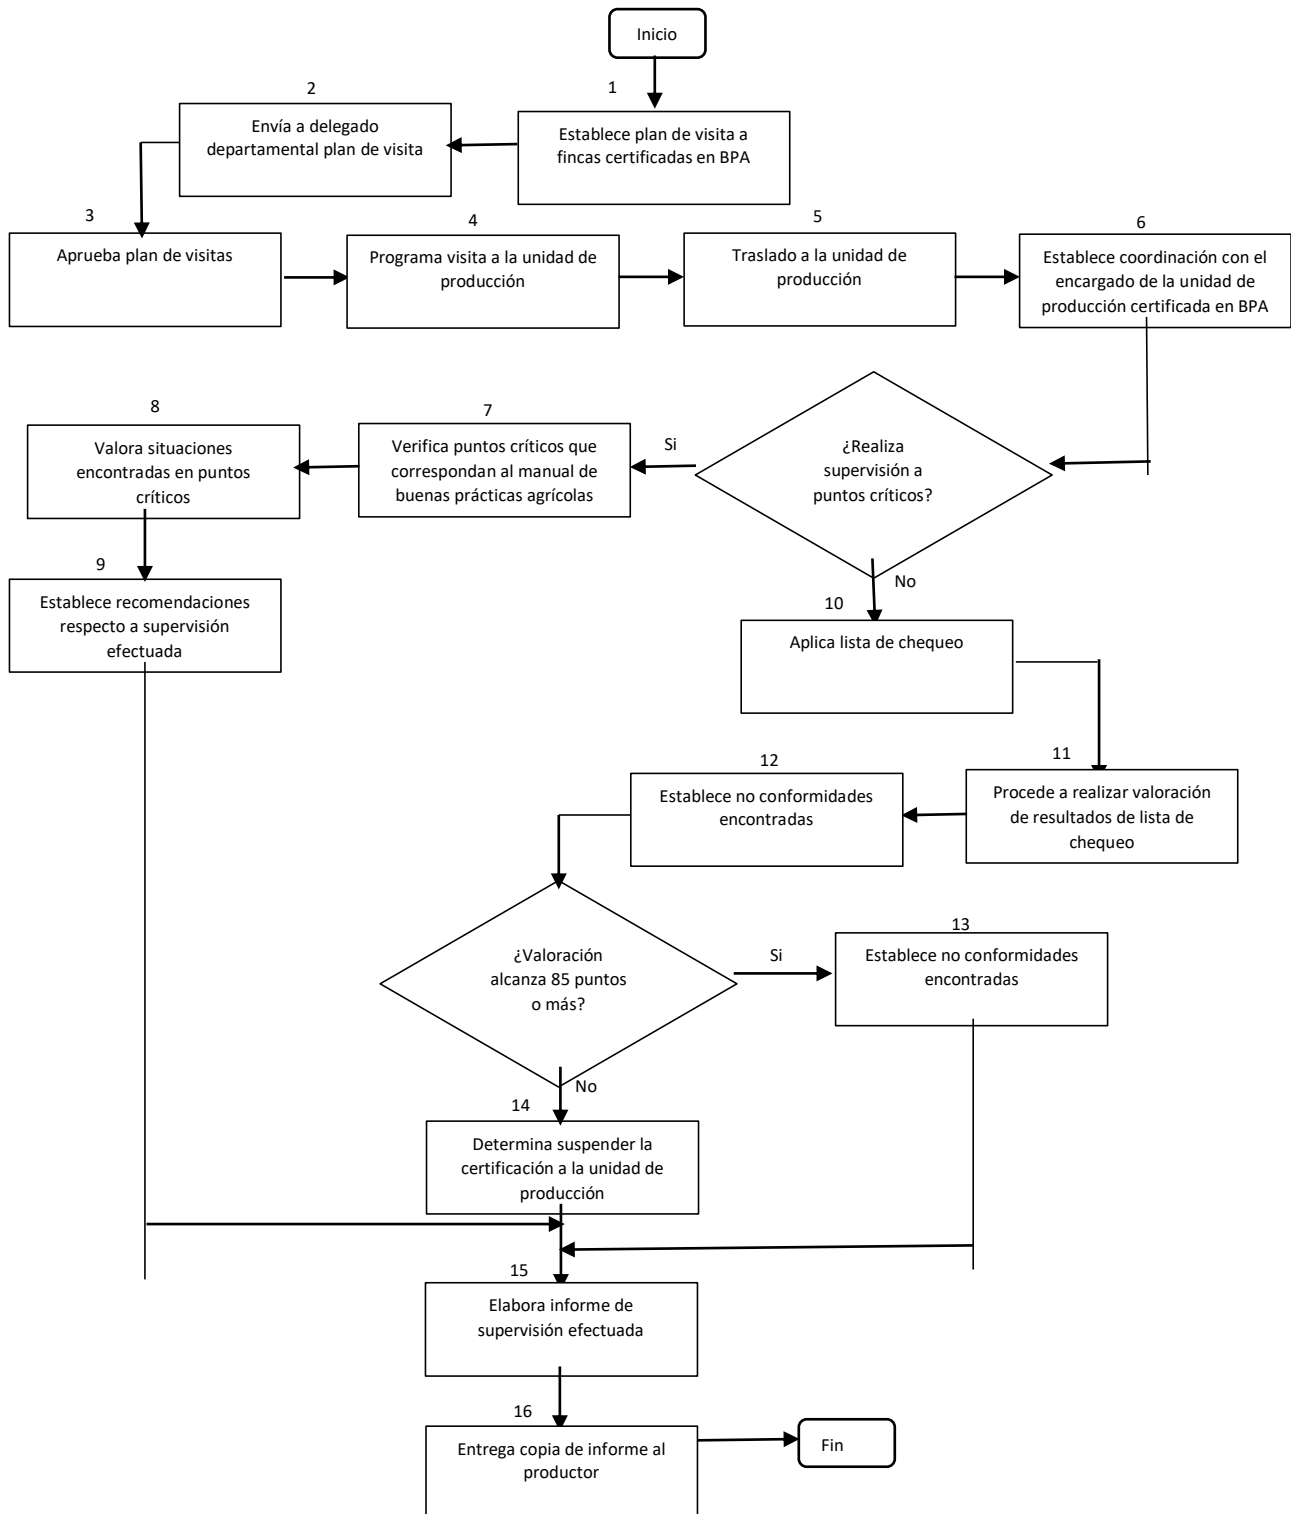 Inicio
1
Establece plan de visita a
fincas certificadas en BPA
2
Envía a delegado
departamental plan de visita
3
Aprueba plan de visitas
4
Programa visita a la unidad de
producción
5
Traslado a la unidad de
producción
6
Establece coordinación con el
encargado de la unidad de
producción certificada en BPA
¿Realiza
supervisión a
puntos críticos?
Si
7
Verifica puntos críticos que
correspondan al manual de
buenas prácticas agrícolas
8
Valora situaciones
encontradas en puntos
críticos
9
Establece recomendaciones
respecto a supervisión
efectuada
No
10
Aplica lista de chequeo
11
Procede a realizar valoración
de resultados de lista de
chequeo
12
Establece no conformidades
encontradas
¿Valoración
alcanza 85 puntos
o más?
Si
13
Establece no conformidades
encontradas
No
14
Determina suspender la
certificación a la unidad de
producción
15
Elabora informe de
supervisión efectuada
16
Entrega copia de informe al
productor
Fin